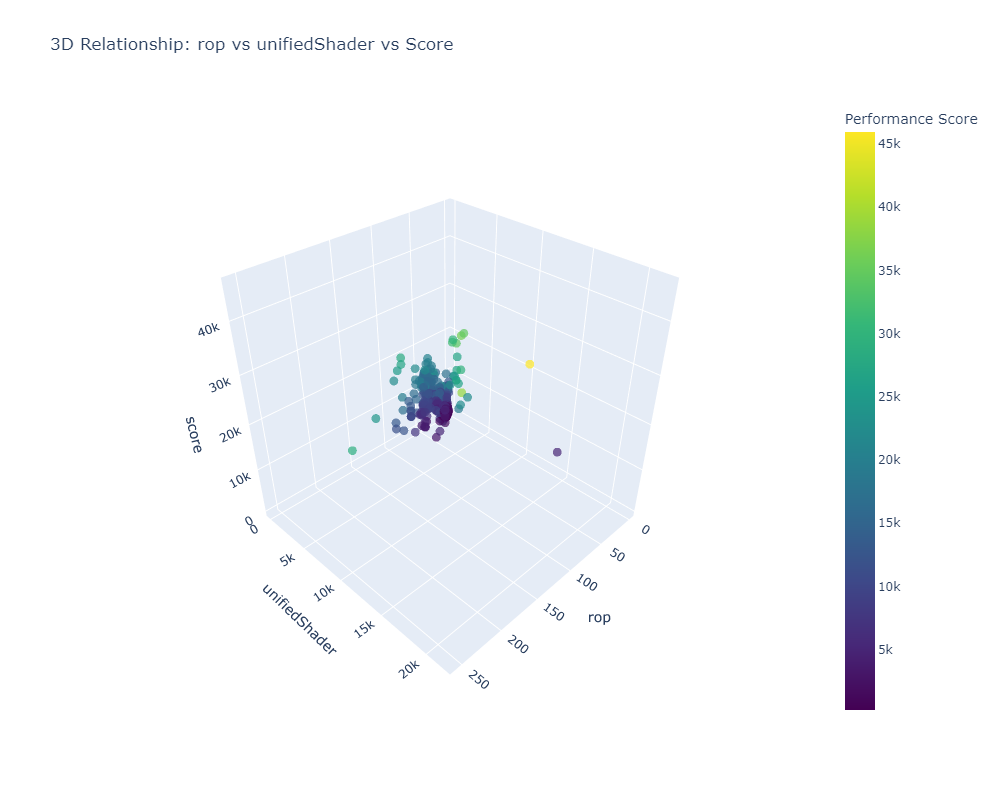 3D Relationship: rop vs unifiedShader vs Score
Performance Score
45k
40k
35k
30k
25k
20k
15k
10k
5k
40k
30k
20k
10k
0
score
0
5k
10k
15k
20k
unifiedShader
0
50
100
150
200
250
rop